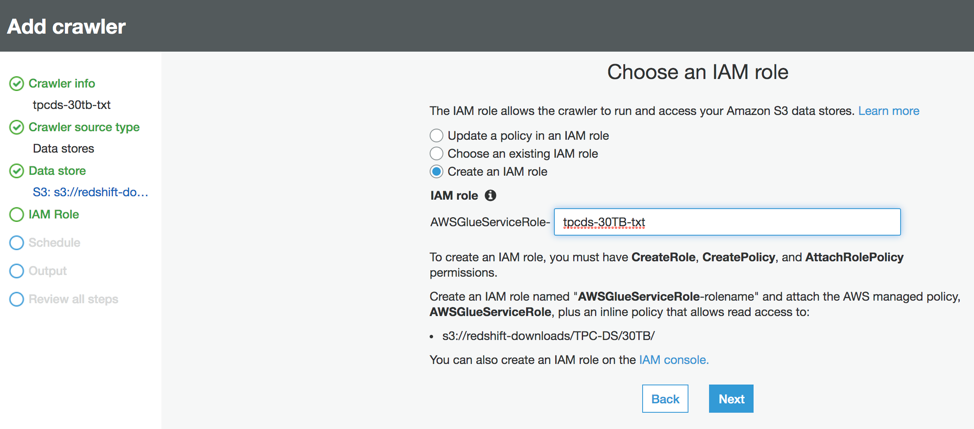 Add crawler
Crawler info
tpcds-30tb-txt
Crawler source type
Data stores
Data store
S3: s3://redshift-do...
IAM Role
Schedule
Output
Review all steps
Choose an IAM role
The IAM role allows the crawler to run and access your Amazon S3 data stores. Learn more
Update a policy in an IAM role
Choose an existing IAM role
Create an IAM role
IAM role
AWSGlueServiceRole- tpcds-30TB-txt
To create an IAM role, you must have CreateRole, CreatePolicy, and AttachRolePolicy
permissions.
Create an IAM role named "AWSGlueServiceRole-rolename" and attach the AWS managed policy,
AWSGlueServiceRole, plus an inline policy that allows read access to:
• s3://redshift-downloads/TPC-DS/30TB/
You can also create an IAM role on the IAM console.
Back Next